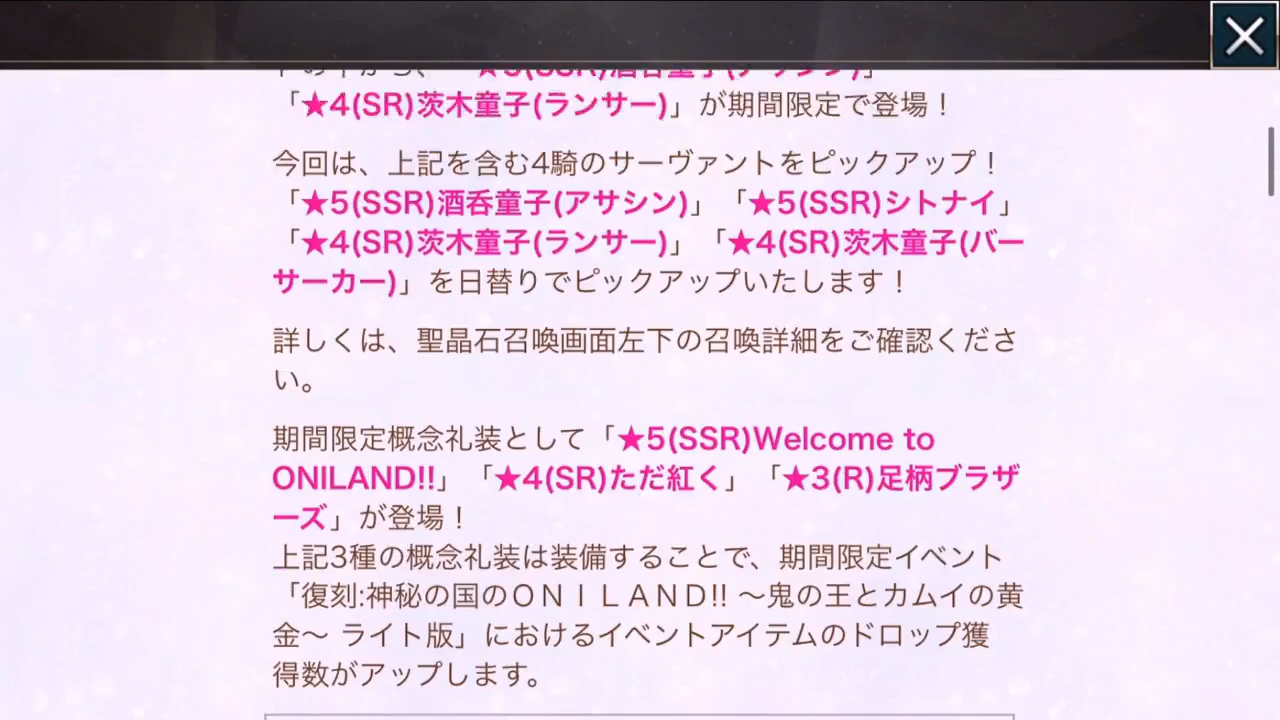 「★4(SR)茨木童子(ランサー)」が期間限定で登場！
今回は、上記を含む4騎のサーヴァントをピックアップ！
「★5(SSR)酒呑童子(アサシン)」「★5(SSR)シトナイ」
「★4(SR)茨木童子(ランサー)」「★4(SR)茨木童子(バー
サーカー)」を日替りでピックアップいたします！
詳しくは、聖晶石召喚画面左下の召喚詳細をご確認くださ
い。
期間限定概念礼装として「★5(SSR)Welcome to
ONILAND!!」「★4(SR)ただ紅く」「★3(R)足柄ブラザ
ーズ」が登場！
上記3種の概念礼装は装備することで、期間限定イベント
「復刻:神秘の国のＯＮＩＬＡＮＤ!! ～鬼の王とカムイの黄
金～ ライト版」におけるイベントアイテムのドロップ獲
得数がアップします。